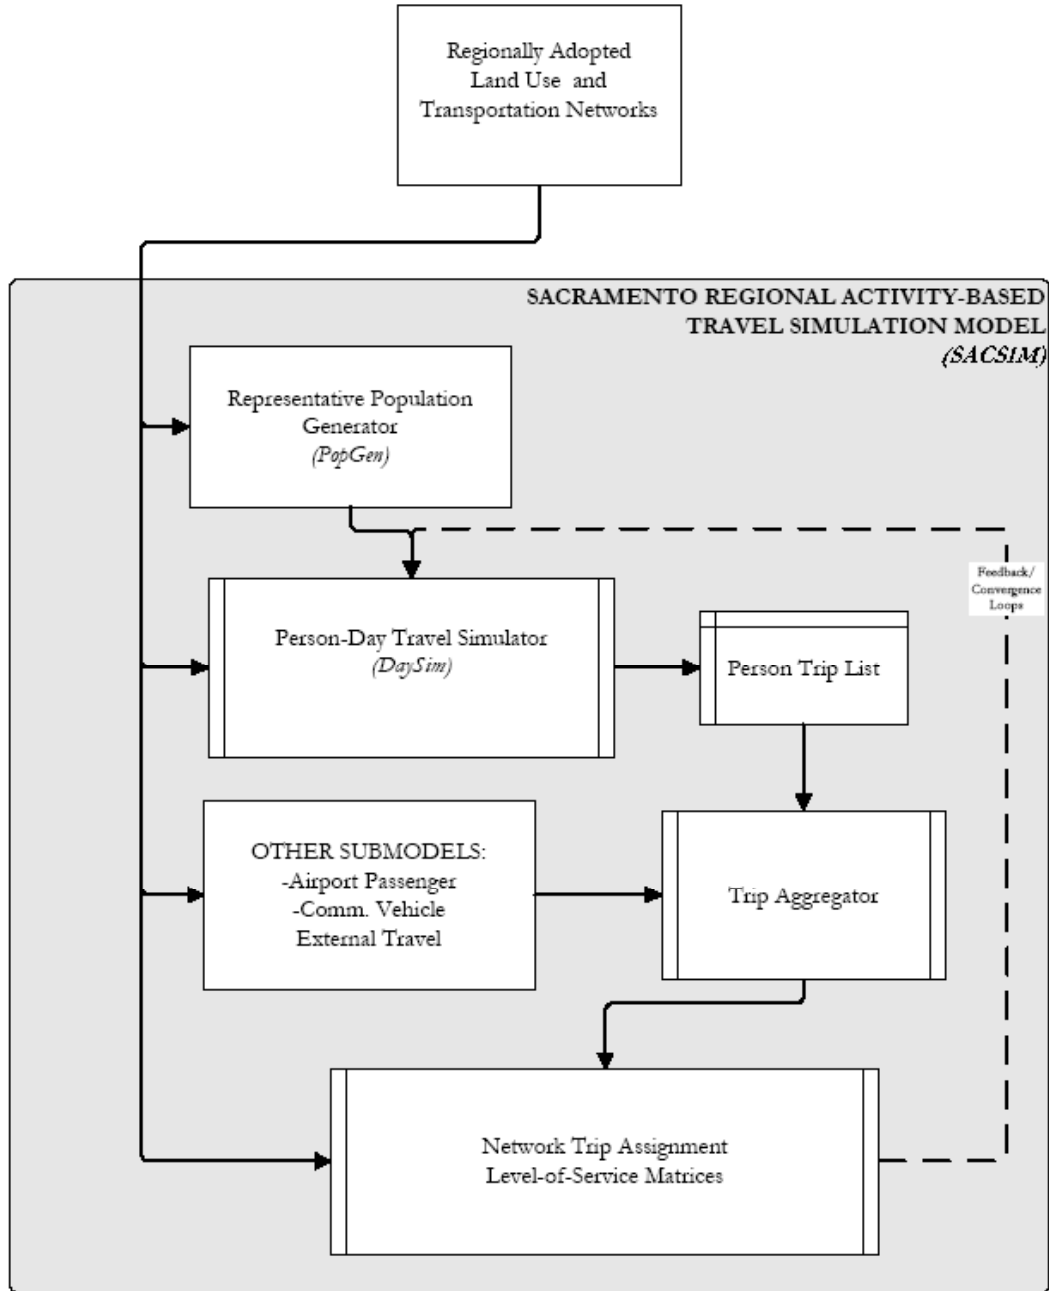 Regionally Adopted
Land Use and
Transportation Networks
SACRAMENTO REGIONAL ACTIVITY-BASED
TRAVEL SIMULATION MODEL
(SACSIM)
Representative Population
Generator
(PopGen)
Feedback/
Convergence
Loops
Person-Day Travel Simulator
(DaySim)
Person Trip List
OTHER SUBMODELS:
-Airport Passenger
-Comm. Vehicle
External Travel
Trip Aggregator
Network Trip Assignment
Level-of-Service Matrices